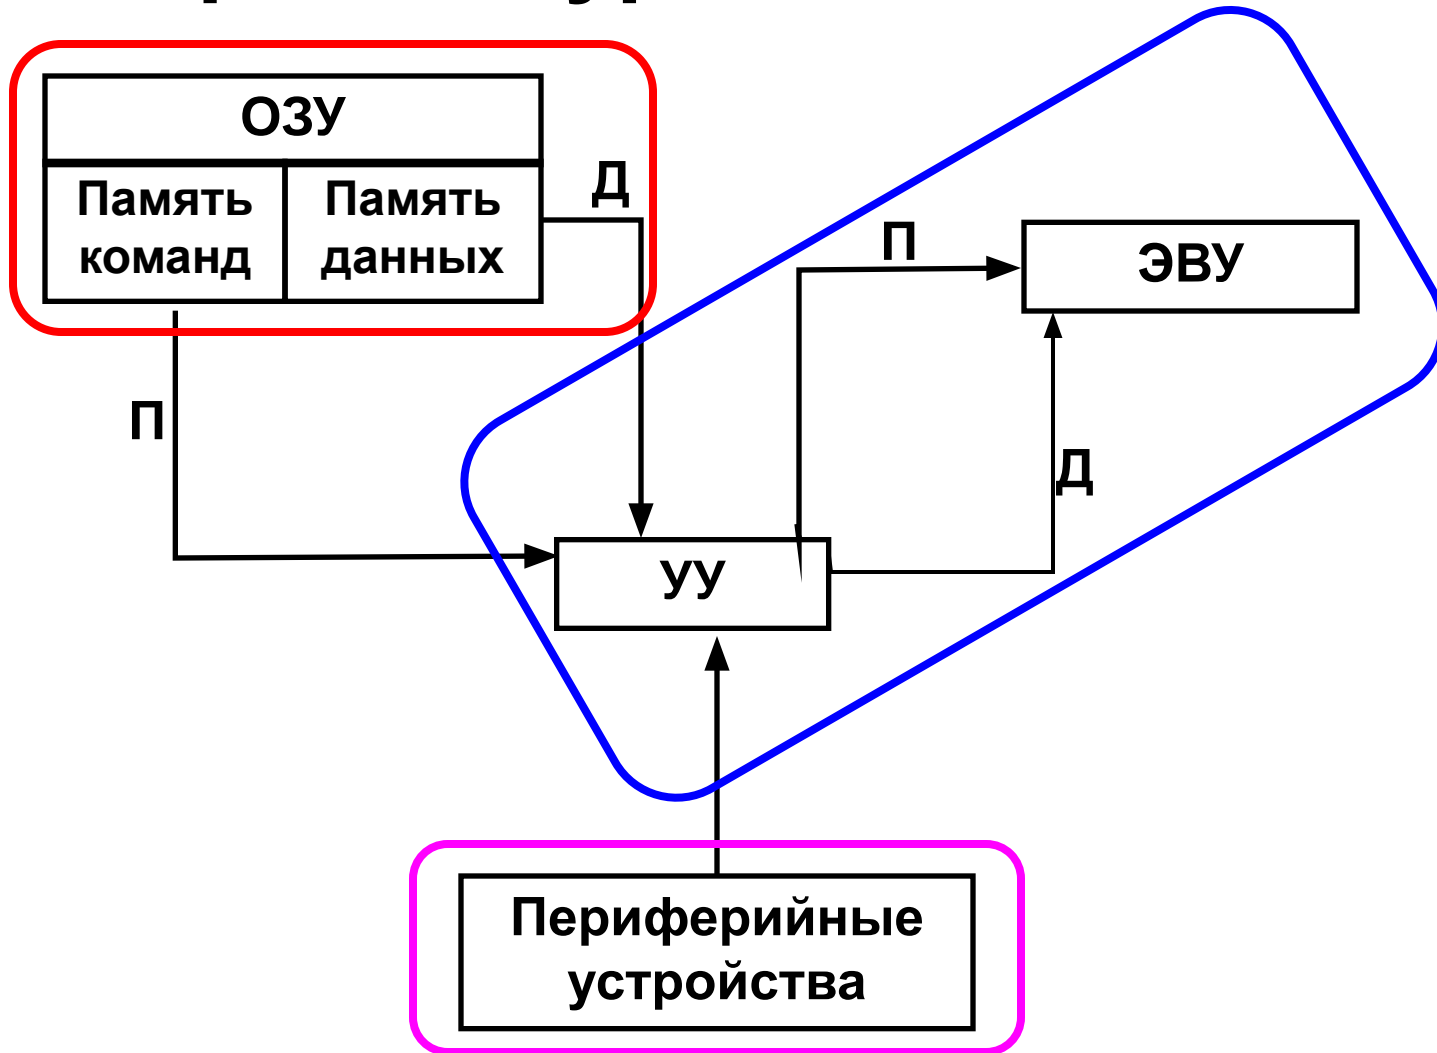 ОЗУ
Память
команд
Память
данных
Д
П
ЭВУ
П
Д
УУ
Периферийные
устройства